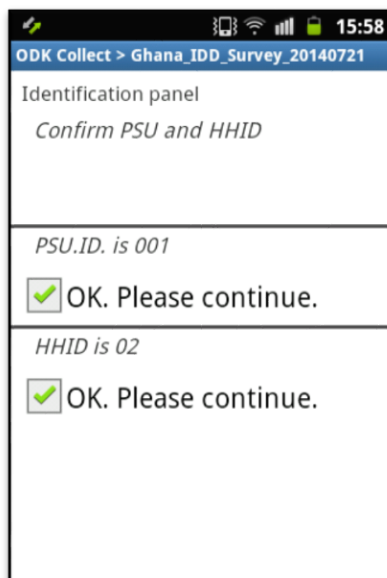 15:58
ODK Collect > Ghana_IDD_Survey_20140721
Identification panel
Confirm PSU and HHID
PSU.ID. is 001
OK. Please continue.
HHID is 02
OK. Please continue.